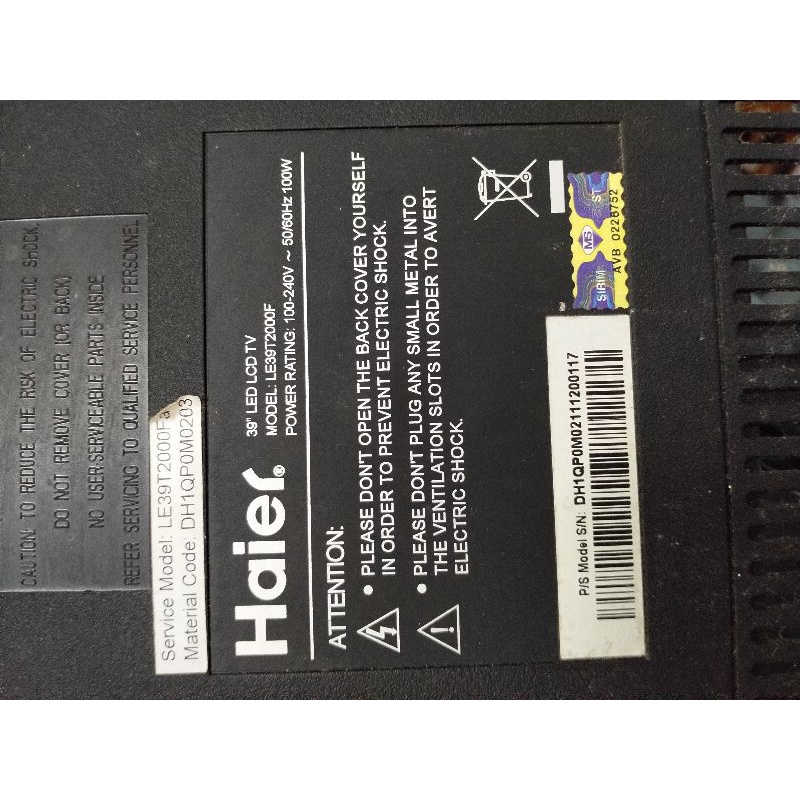 CAUTION: TO REDUCE THE RISK OF ELECTRIC SHOCK
DO NOT REMOVE COVER (OR BACK)
NO USER-SERVICEABLE PARTS INSIDE
REFER SERVICING TO QUALIFIED SERVICE PERSONNEL
Service Model: LE39T2000Fa
Material Code: DH1QP0M0203
Haier®
39" LED LCD TV
MODEL: LE39T2000F
POWER RATING: 100-240V ~ 50/60Hz 100W
ATTENTION:
• PLEASE DON'T OPEN THE BACK COVER YOURSELF
IN ORDER TO PREVENT ELECTRIC SHOCK.
• PLEASE DON'T PLUG ANY SMALL METAL INTO
THE VENTILATION SLOTS IN ORDER TO AVERT
ELECTRIC SHOCK.
P/S Model S/N: DH1QP0M02111200117
SIRIM
MS
ST
AVB 0228752